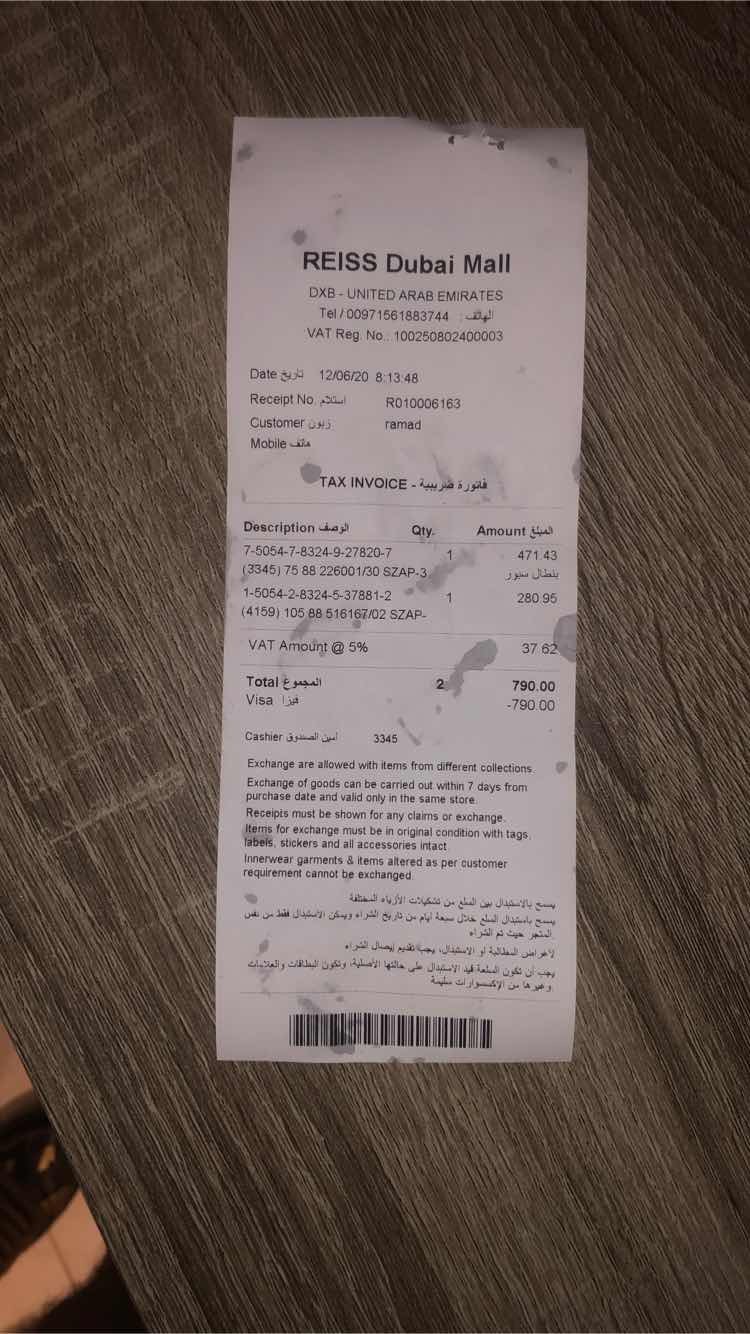 REISS Dubai Mall
DXB - UNITED ARAB EMIRATES
Tel / 00971561883744 : الهاتف
VAT Reg. No.: 100250802400003
Date تاريخ 12/06/20 8:13:48
Receipt No. استلام R010006163
Customer زبون ramad
Mobile هاتف
TAX INVOICE - فاتورة ضريبية
Description الوصف Qty. Amount المبلغ
7-5054-7-8324-9-27820-7 1 471.43
(3345) 75 88 226001/30 SZAP-3 بنطال سبور
1-5054-2-8324-5-37881-2 1 280.95
(4159) 105 88 516167/02 SZAP-
VAT Amount @ 5% 37.62
Total المجموع 2 790.00
Visa فيزا -790.00
Cashier أمين الصندوق 3345
Exchange are allowed with items from different collections.
Exchange of goods can be carried out within 7 days from
purchase date and valid only in the same store.
Receipts must be shown for any claims or exchange.
Items for exchange must be in original condition with tags,
labels, stickers and all accessories intact.
Innerwear garments & items altered as per customer
requirement cannot be exchanged.
يسمح بالاستبدال بين السلع من تشكيلات الأزياء المختلفة
يسمح باستبدال السلع خلال سبعة أيام من تاريخ الشراء ويمكن الاستبدال فقط من نفس
المتجر حيث تم الشراء.
لأغراض المطالبة أو الاستبدال، يجب تقديم إيصال الشراء
يجب أن تكون السلعة قيد الاستبدال على حالتها الأصلية، وتكون البطاقات والعلامات
وغيرها من الإكسسوارات سليمة.